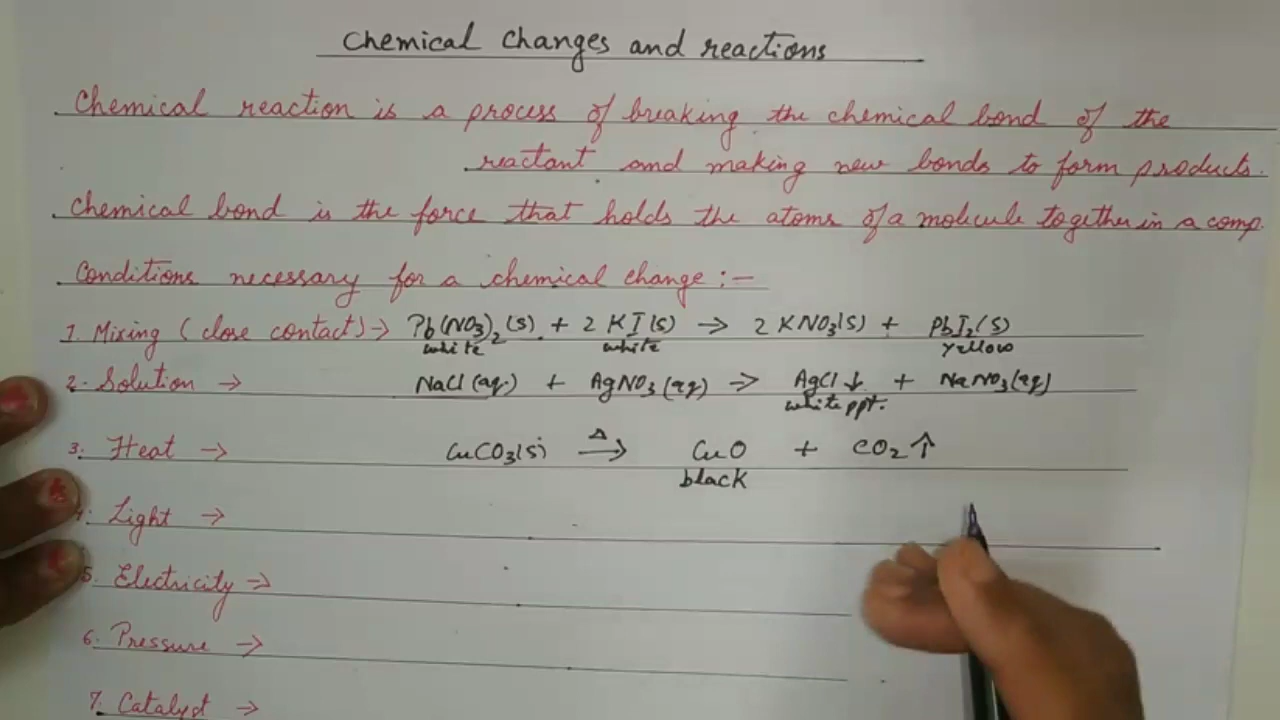 Chemical changes and reactions
Chemical reaction is a process of breaking the chemical bond of the
reactant and making new bonds to form products.
Chemical bond is the force that holds the atoms of a molecule together in a comp.
Conditions necessary for a chemical change :-
1. Mixing (close contact) → Pb(NO3)2(s) + 2 KI(s) → 2 KNO3(s) + PbI2(s)
white white yellow
2. Solution → NaCl(aq.) + AgNO3(aq) → AgCl↓ + NaNO3(aq)
white ppt.
3. Heat → CuCO3(s) △→ CuO + CO2↑
black
4. Light →
5. Electricity →
6. Pressure →
7. Catalyst →